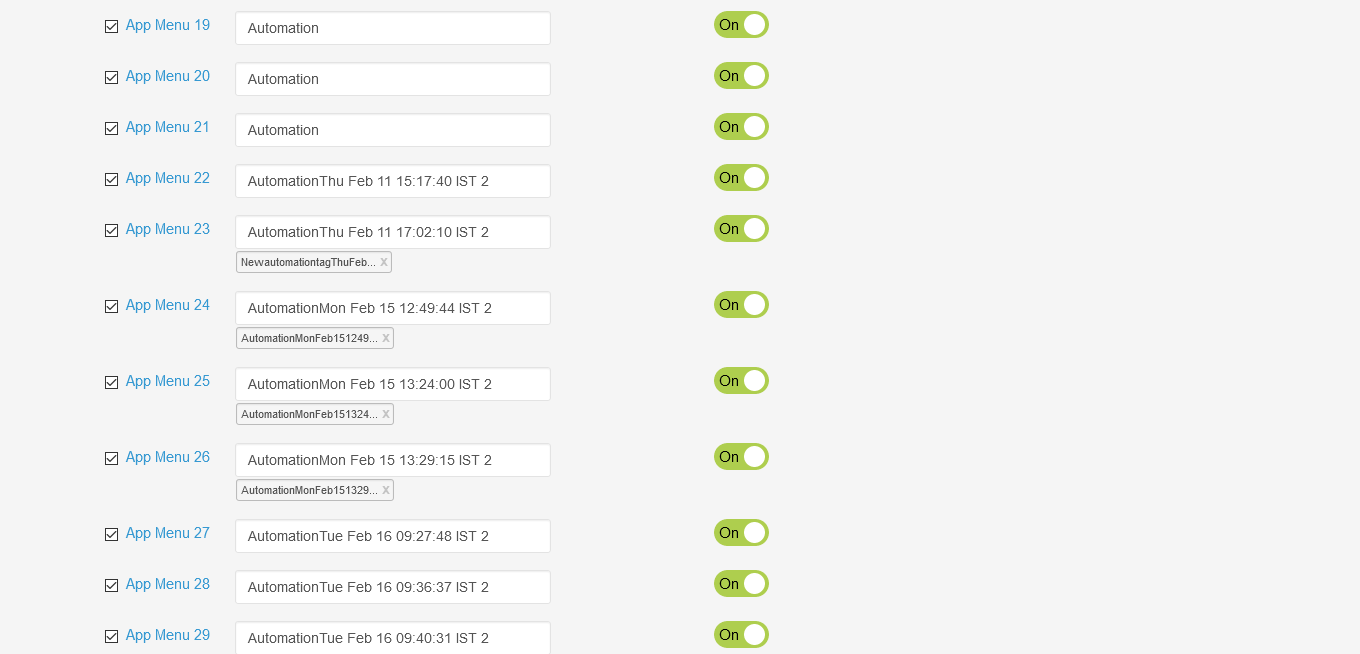 App Menu 19 Automation On
App Menu 20 Automation On
App Menu 21 Automation On
App Menu 22 AutomationThu Feb 11 15:17:40 IST 2 On
App Menu 23 AutomationThu Feb 11 17:02:10 IST 2 On
NewautomationtagThuFeb... x
App Menu 24 AutomationMon Feb 15 12:49:44 IST 2 On
AutomationMonFeb151249... x
App Menu 25 AutomationMon Feb 15 13:24:00 IST 2 On
AutomationMonFeb151324... x
App Menu 26 AutomationMon Feb 15 13:29:15 IST 2 On
AutomationMonFeb151329... x
App Menu 27 AutomationTue Feb 16 09:27:48 IST 2 On
App Menu 28 AutomationTue Feb 16 09:36:37 IST 2 On
App Menu 29 AutomationTue Feb 16 09:40:31 IST 2 On